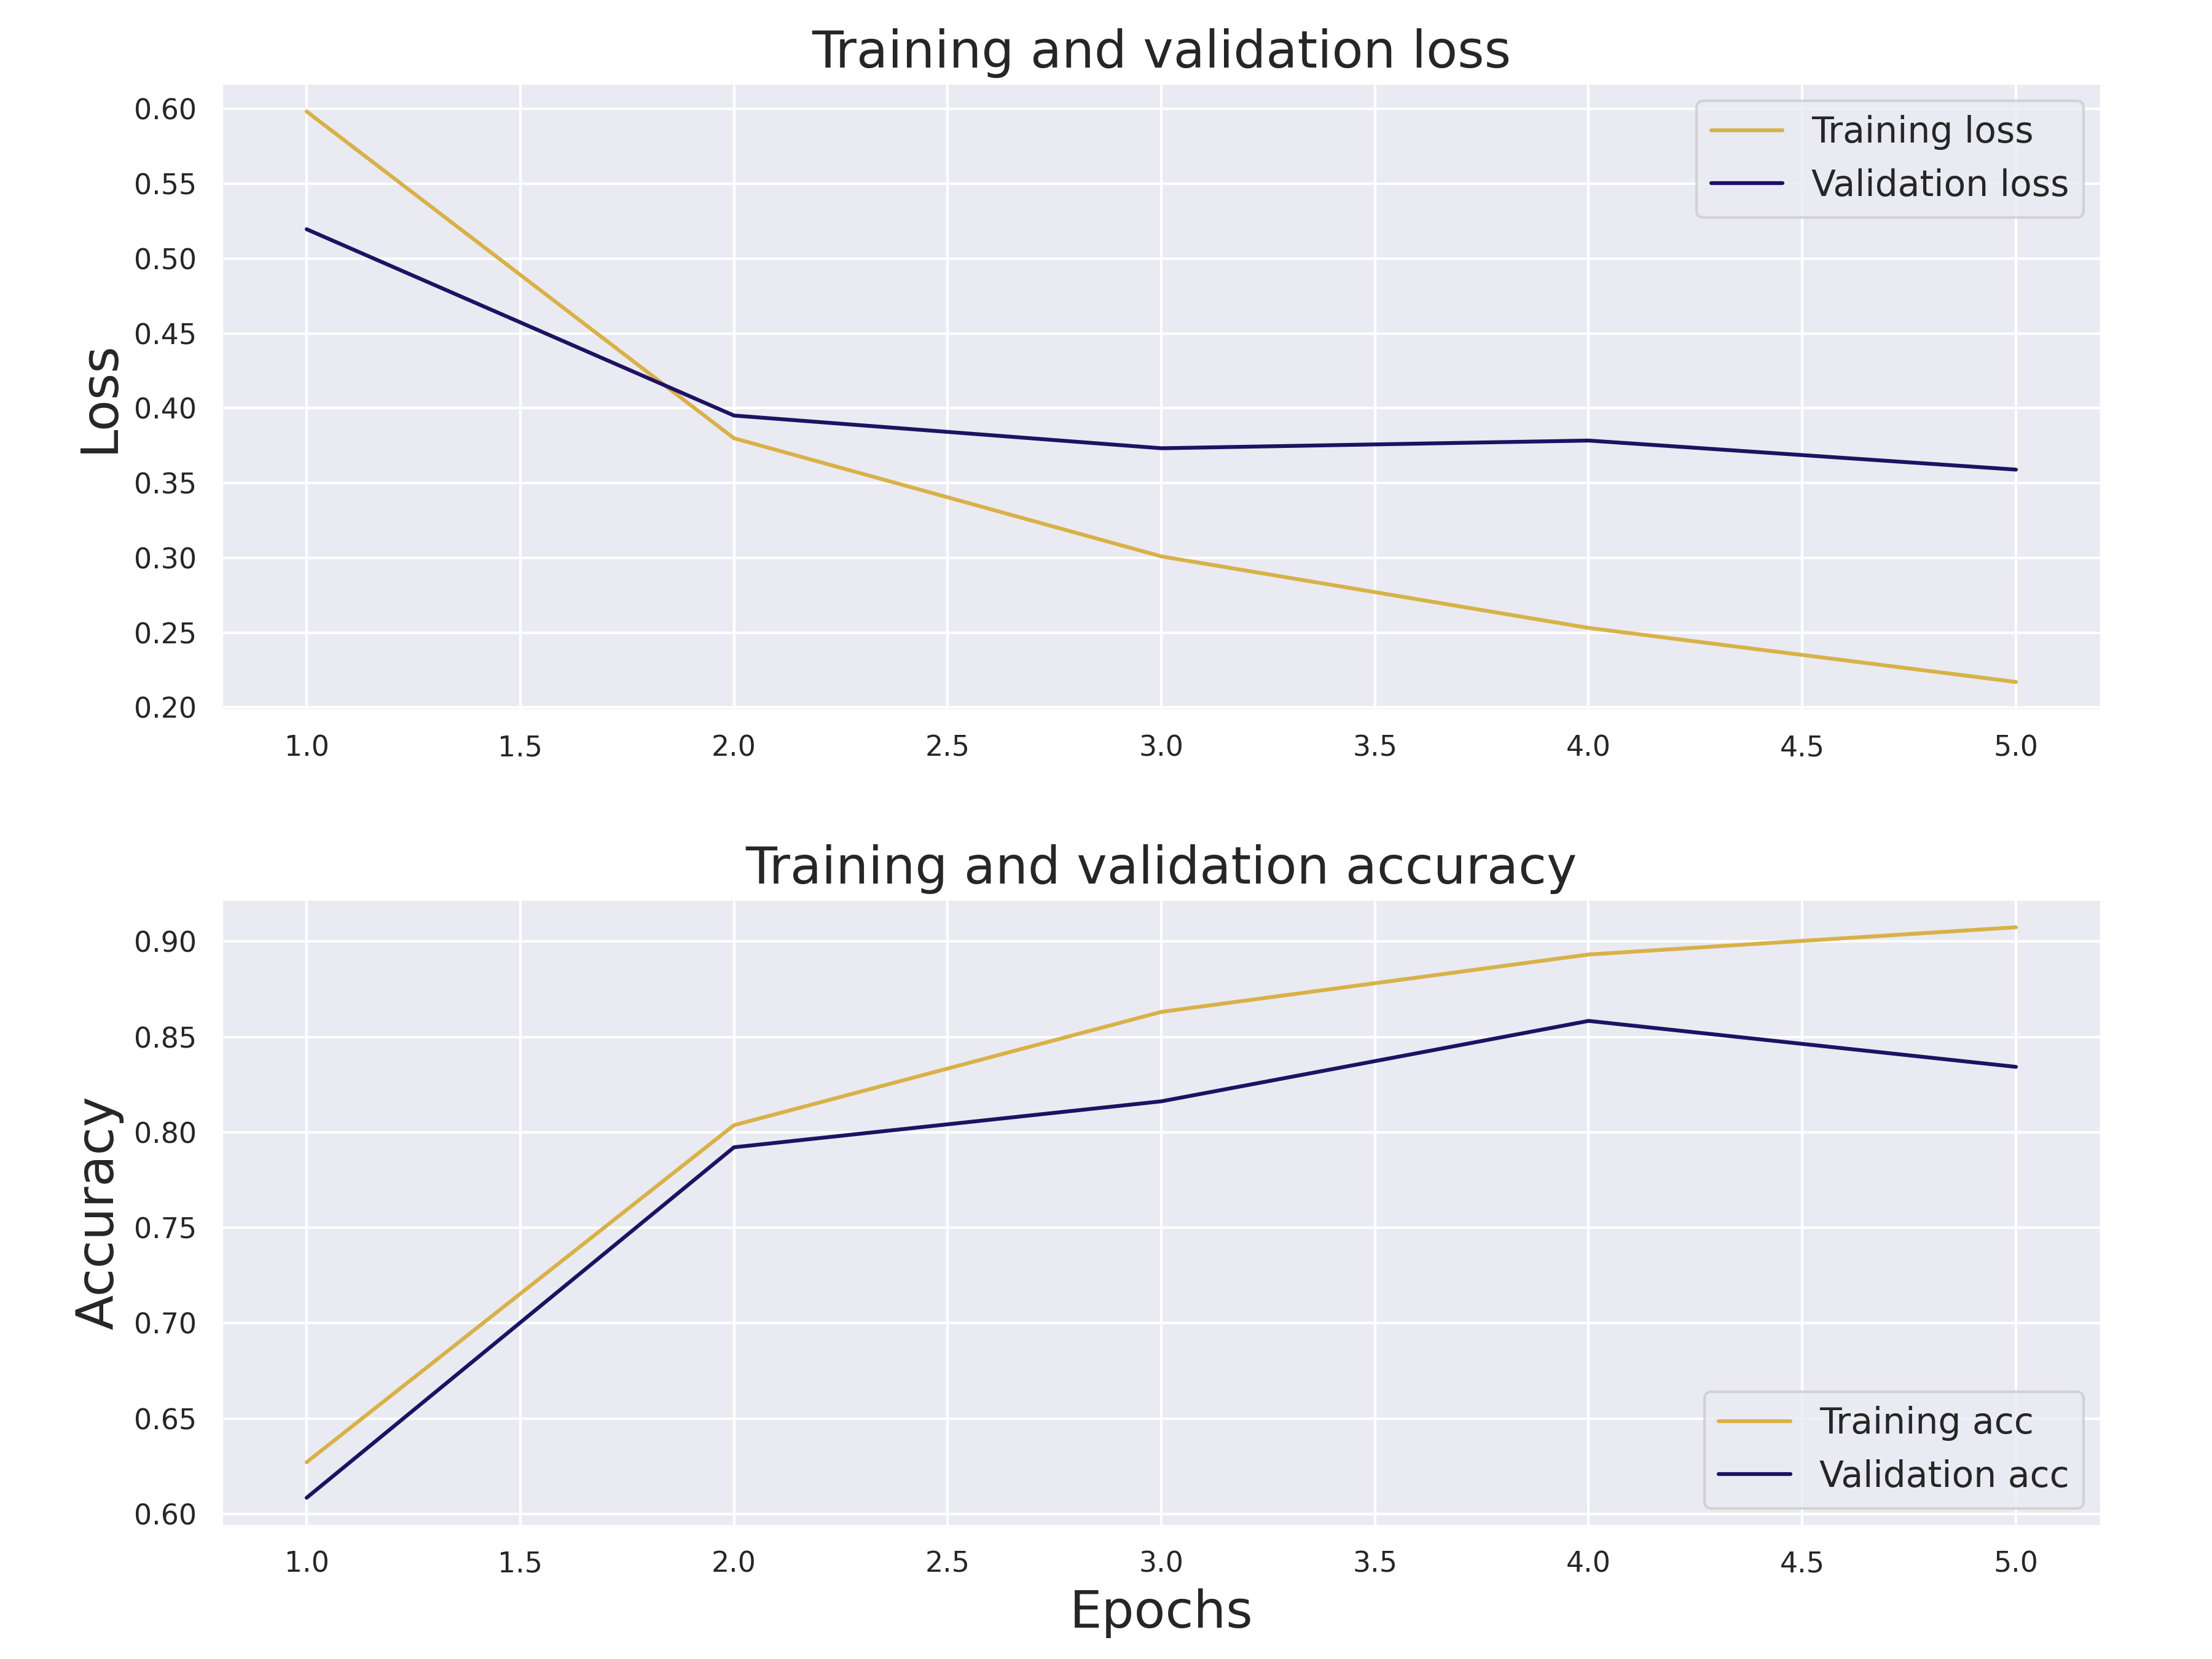 Training and validation loss
Loss
0.60
0.55
0.50
0.45
0.40
0.35
0.30
0.25
0.20
Training loss
Validation loss
1.0 1.5 2.0 2.5 3.0 3.5 4.0 4.5 5.0
Training and validation accuracy
Accuracy
0.90
0.85
0.80
0.75
0.70
0.65
0.60
Training acc
Validation acc
1.0 1.5 2.0 2.5 3.0 3.5 4.0 4.5 5.0
Epochs